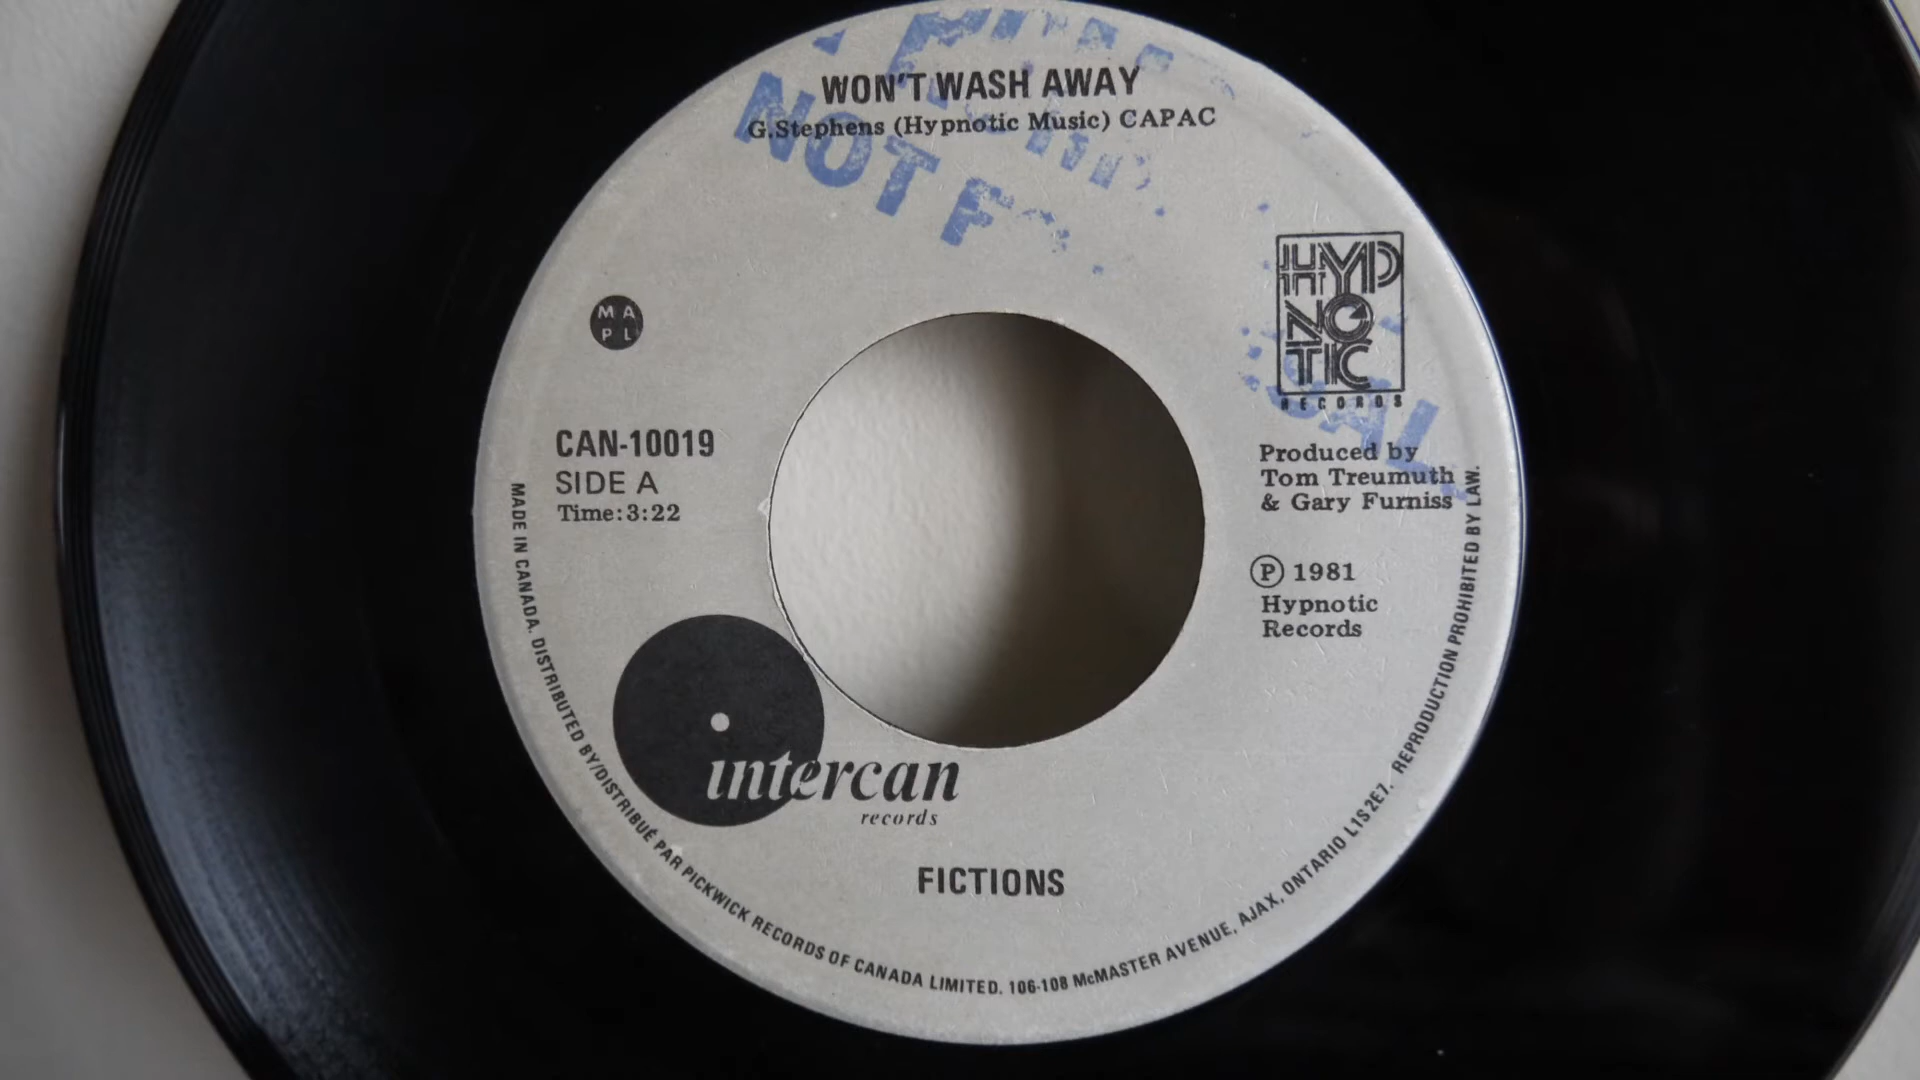 WON'T WASH AWAY
G.Stephens (Hypnotic Music) CAPAC
NOT
MA
PL
HYP
NO
TIC
RECORDS
CAN-10019
SIDE A
Time:3:22
Produced by
Tom Treumuth
& Gary Furniss
Ⓟ 1981
Hypnotic
Records
intercan
records
FICTIONS
MADE IN CANADA. DISTRIBUTED BY/DISTRIBUÉ PAR PICKWICK RECORDS OF CANADA LIMITED. 106-108 McMASTER AVENUE, AJAX, ONTARIO L1S 2E7. REPRODUCTION PROHIBITED BY LAW.